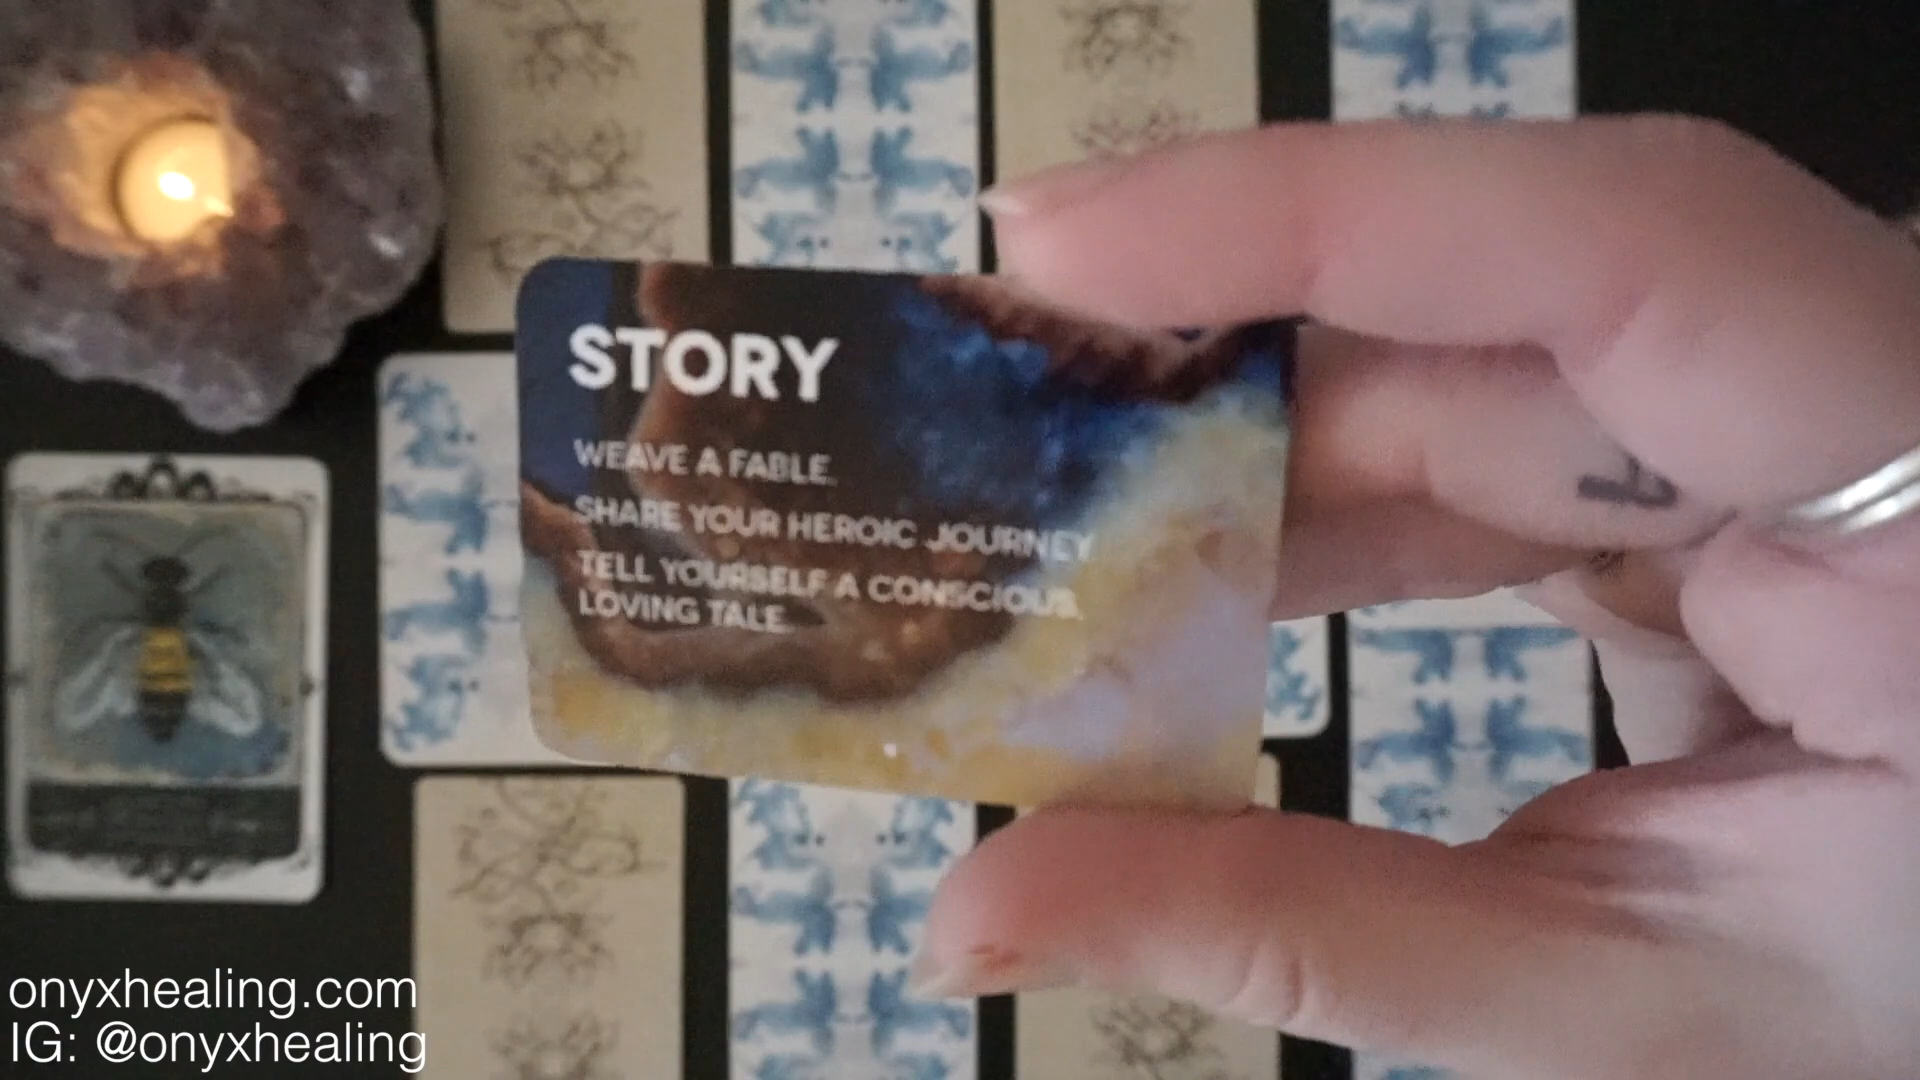 STORY
WEAVE A FABLE.
SHARE YOUR HEROIC JOURNEY
TELL YOURSELF A CONSCIOUS,
LOVING TALE.
onyxhealing.com
IG: @onyxhealing